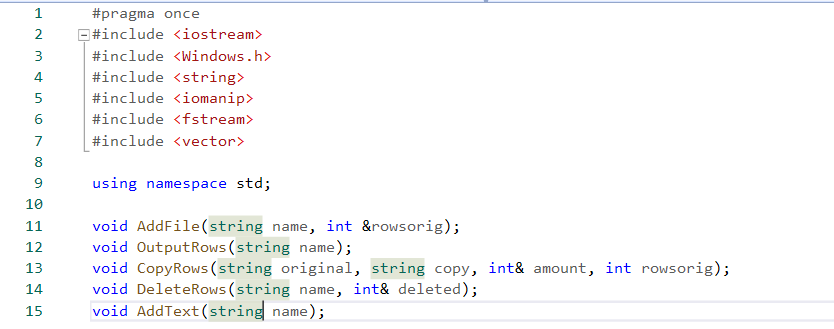 1 #pragma once
2 #include <iostream>
3 #include <Windows.h>
4 #include <string>
5 #include <iomanip>
6 #include <fstream>
7 #include <vector>
8
9 using namespace std;
10
11 void AddFile(string name, int &rowsorig);
12 void OutputRows(string name);
13 void CopyRows(string original, string copy, int& amount, int rowsorig);
14 void DeleteRows(string name, int& deleted);
15 void AddText(string name);